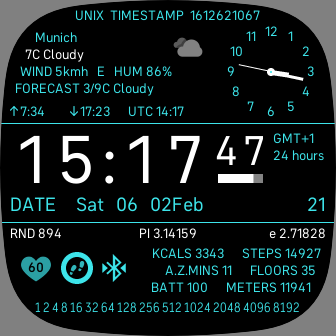 UNIX TIMESTAMP 1612621067
Munich
7C Cloudy
WIND 5kmh E HUM 86%
FORECAST 3/9C Cloudy
↑7:34 ↓17:23 UTC 14:17
12 1 2 3 4 5 6 7 8 9 10 11
15:17 47
GMT+1
24 hours
DATE Sat 06 02Feb 21
RND 894 PI 3.14159 e 2.71828
KCALS 3343 STEPS 14927
60 A.Z.MINS 11 FLOORS 35
BATT 100 METERS 11941
1 2 4 8 16 32 64 128 256 512 1024 2048 4096 8192